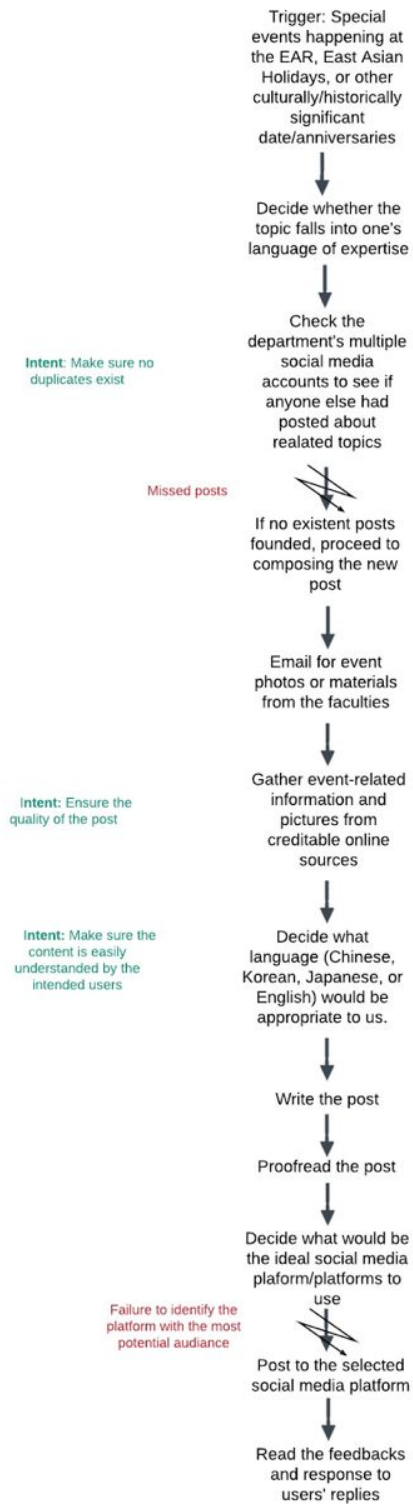 Trigger: Special
events happening at
the EAR, East Asian
Holidays, or other
culturally/historically
significant
date/anniversaries
Decide whether the
topic falls into one's
language of expertise
Intent: Make sure no
duplicates exist
Check the
department's multiple
social media
accounts to see if
anyone else had
posted about
realated topics
Missed posts
If no existent posts
founded, proceed to
composing the new
post
Email for event
photos or materials
from the faculties
Intent: Ensure the
quality of the post
Gather event-related
information and
pictures from
creditable online
sources
Intent: Make sure the
content is easily
understanded by the
intended users
Decide what
language (Chinese,
Korean, Japanese, or
English) would be
appropriate to us.
Write the post
Proofread the post
Decide what would be
the ideal social media
plaform/platforms to
use
Failure to identify the
platform with the most
potential audiance
Post to the selected
social media platform
Read the feedbacks
and response to
users' replies